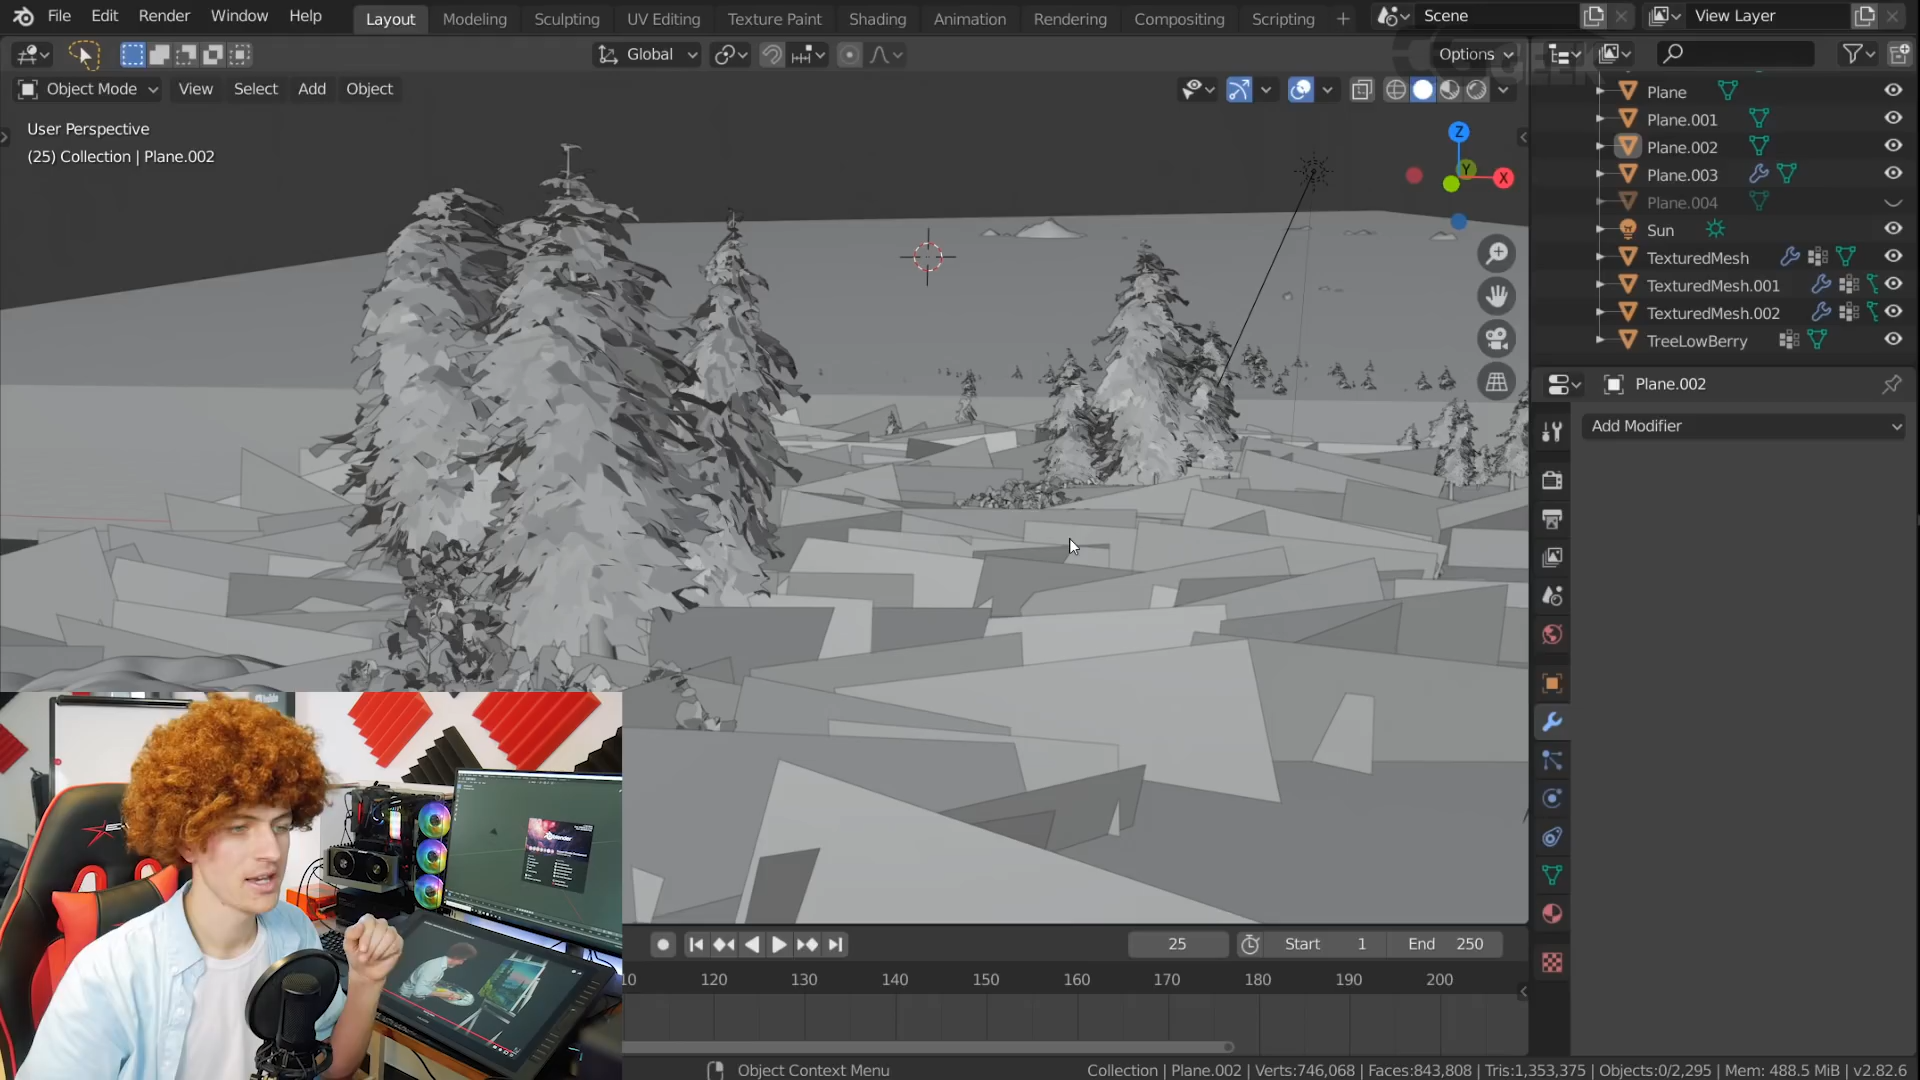 File Edit Render Window Help Layout Modeling Sculpting UV Editing Texture Paint Shading Animation Rendering Compositing Scripting + Scene View Layer
Global Options
Object Mode View Select Add Object
User Perspective
(25) Collection | Plane.002
Z
Y
X
Plane
Plane.001
Plane.002
Plane.003
Plane.004
Sun
TexturedMesh
TexturedMesh.001
TexturedMesh.002
TreeLowBerry
Plane.002
Add Modifier
25 Start 1 End 250
120 130 140 150 160 170 180 190 200
Object Context Menu Collection | Plane.002 | Verts:746,068 | Faces:843,808 | Tris:1,353,375 | Objects:0/2,295 | Mem: 488.5 MiB | v2.82.6
blender